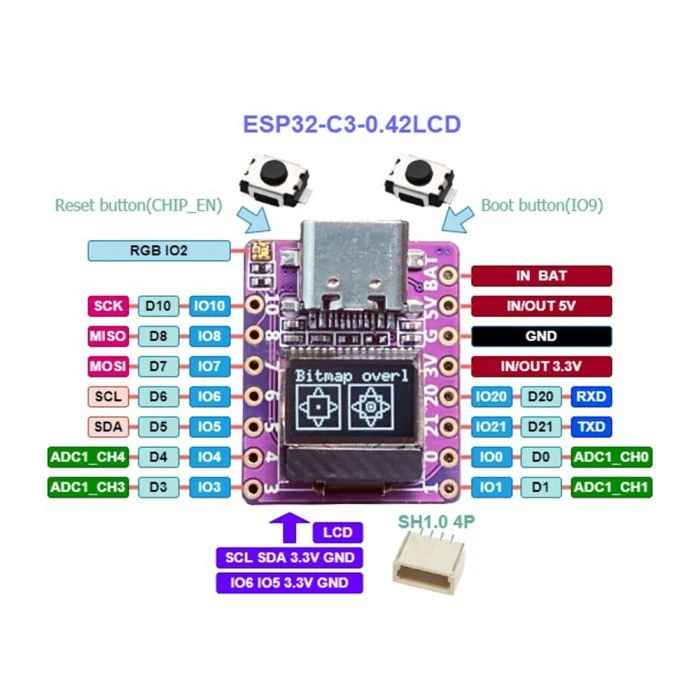 ESP32-C3-0.42LCD
Reset button(CHIP_EN)
Boot button(IO9)
RGB IO2
BAT IN BAT
SCK D10 IO10 10 5V IN/OUT 5V
MISO D8 IO8 8 G GND
MOSI D7 IO7 7 3V IN/OUT 3.3V
Bitmap overl
SCL D6 IO6 6 20 IO20 D20 RXD
SDA D5 IO5 5 21 IO21 D21 TXD
ADC1_CH4 D4 IO4 4 0 IO0 D0 ADC1_CH0
ADC1_CH3 D3 IO3 3 1 IO1 D1 ADC1_CH1
LCD
SH1.0 4P
SCL SDA 3.3V GND
IO6 IO5 3.3V GND